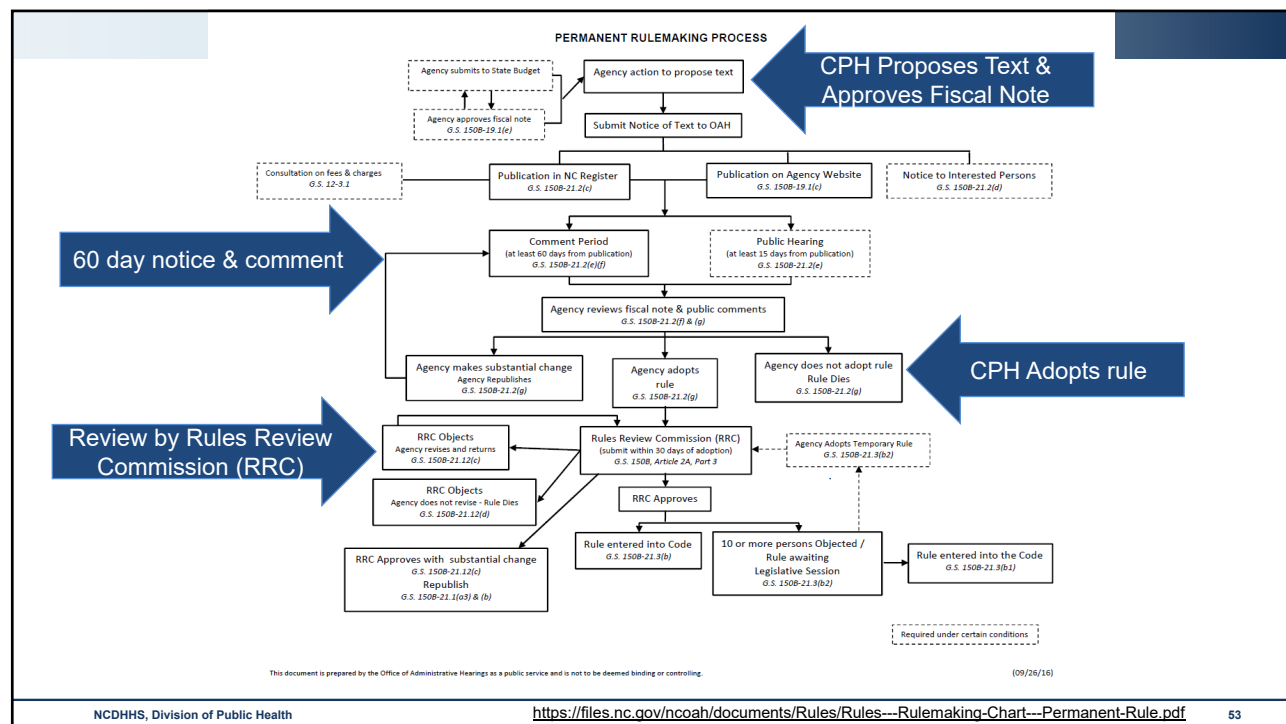 PERMANENT RULEMAKING PROCESS
Agency submits to State Budget
Agency approves fiscal note
G.S. 150B-19.1(e)
Agency action to propose text
CPH Proposes Text &
Approves Fiscal Note
Submit Notice of Text to OAH
Consultation on fees & charges
G.S. 12-3.1
Publication in NC Register
G.S. 150B-21.2(c)
Publication on Agency Website
G.S. 150B-19.1(c)
Notice to Interested Persons
G.S. 150B-21.2(d)
60 day notice & comment
Comment Period
(at least 60 days from publication)
G.S. 150B-21.2(e)(f)
Public Hearing
(at least 15 days from publication)
G.S. 150B-21.2(e)
Agency reviews fiscal note & public comments
G.S. 150B-21.2(f) & (g)
Agency makes substantial change
Agency Republishes
G.S. 150B-21.2(g)
Agency adopts
rule
G.S. 150B-21.2(g)
Agency does not adopt rule
Rule Dies
G.S. 150B-21.2(g)
CPH Adopts rule
Review by Rules Review
Commission (RRC)
RRC Objects
Agency revises and returns
G.S. 150B-21.12(c)
Rules Review Commission (RRC)
(submit within 30 days of adoption)
G.S. 150B, Article 2A, Part 3
Agency Adopts Temporary Rule
G.S. 150B-21.3(b2)
RRC Objects
Agency does not revise - Rule Dies
G.S. 150B-21.12(d)
RRC Approves
RRC Approves with substantial change
G.S. 150B-21.12(c)
Republish
G.S. 150B-21.1(a3) & (b)
Rule entered into Code
G.S. 150B-21.3(b)
10 or more persons Objected /
Rule awaiting
Legislative Session
G.S. 150B-21.3(b2)
Rule entered into the Code
G.S. 150B-21.3(b1)
Required under certain conditions
This document is prepared by the Office of Administrative Hearings as a public service and is not to be deemed binding or controlling.
(09/26/16)
NCDHHS, Division of Public Health
https://files.nc.gov/ncoah/documents/Rules/Rules---Rulemaking-Chart---Permanent-Rule.pdf
53